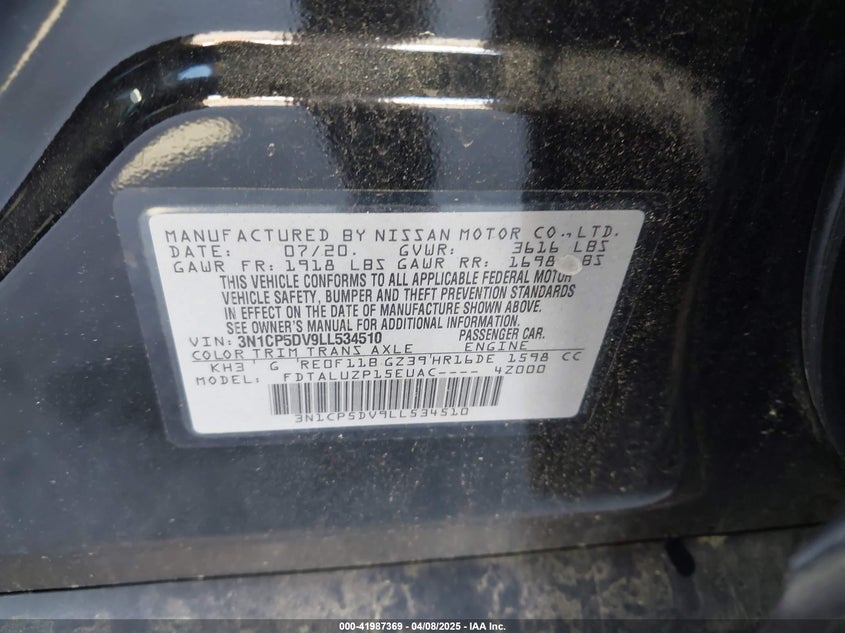 MANUFACTURED BY NISSAN MOTOR CO.,LTD.
DATE: 07/20. GVWR: 3616 LBS
GAWR FR: 1918 LBS GAWR RR: 1698 LBS
THIS VEHICLE CONFORMS TO ALL APPLICABLE FEDERAL MOTOR
VEHICLE SAFETY, BUMPER AND THEFT PREVENTION STANDARDS
IN EFFECT ON THE DATE OF MANUFACTURE SHOWN ABOVE.
SEE OWNER'S MANUAL FOR ADDITIONAL INFORMATION.
VIN: 3N1CP5DV9LL534510 PASSENGER CAR.
COLOR TRIM TRANS AXLE ENGINE
KH3 G RE0F11B GZ39 HR16DE 1598 CC
MODEL: FDTALUZP15EUAC---- 4Z000
3N1CP5DV9LL534510
000-41987369 - 04/08/2025 - IAA Inc.